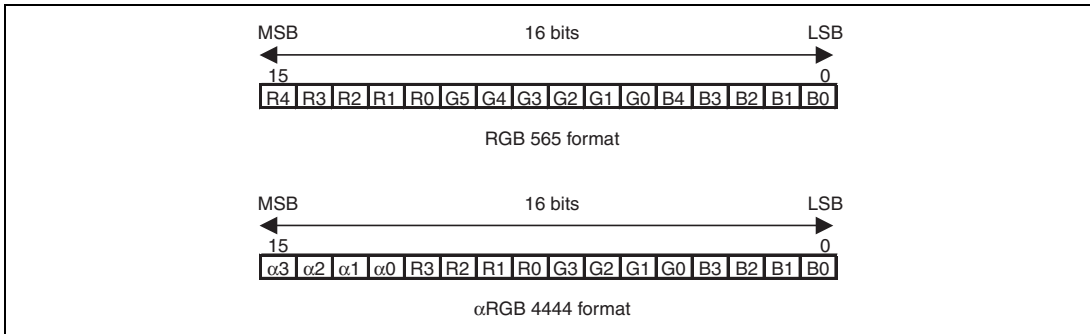 MSB 16 bits LSB
15 0
R4 R3 R2 R1 R0 G5 G4 G3 G2 G1 G0 B4 B3 B2 B1 B0
RGB 565 format
MSB 16 bits LSB
15 0
α3 α2 α1 α0 R3 R2 R1 R0 G3 G2 G1 G0 B3 B2 B1 B0
αRGB 4444 format